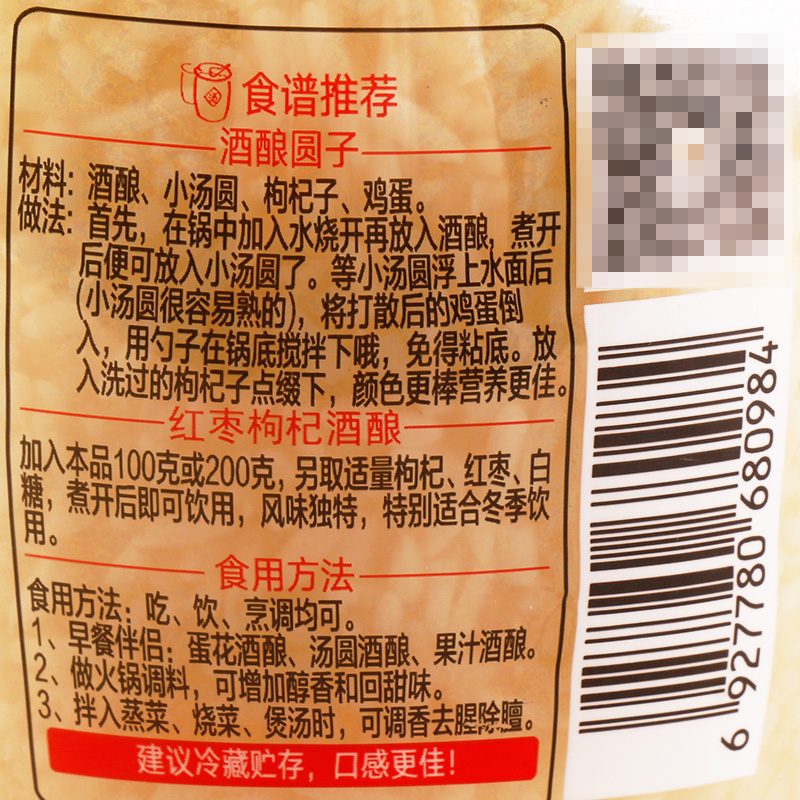 食谱推荐
酒酿圆子
材料：酒酿、小汤圆、枸杞子、鸡蛋。
做法：首先，在锅中加入水烧开再放入酒酿，煮开
后便可放入小汤圆了。等小汤圆浮上水面后
(小汤圆很容易熟的)，将打散后的鸡蛋倒
入，用勺子在锅底搅拌下哦，免得粘底。放
入洗过的枸杞子点缀下，颜色更棒营养更佳。
红枣枸杞酒酿
加入本品100克或200克，另取适量枸杞、红枣、白
糖，煮开后即可饮用，风味独特，特别适合冬季饮
用。
食用方法
食用方法：吃、饮、烹调均可。
1、早餐伴侣：蛋花酒酿、汤圆酒酿、果汁酒酿。
2、做火锅调料，可增加醇香和回甜味。
3、拌入蒸菜、烧菜、煲汤时，可调香去腥除膻。
建议冷藏贮存，口感更佳！
6 927780 680984